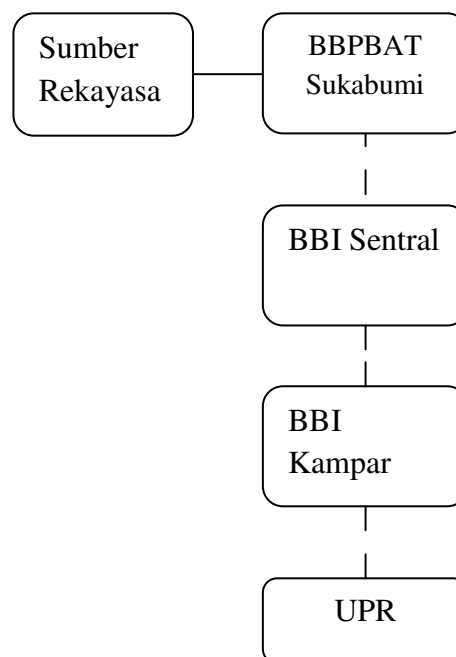 Sumber
Rekayasa
BBPBAT
Sukabumi
BBI Sentral
BBI
Kampar
UPR